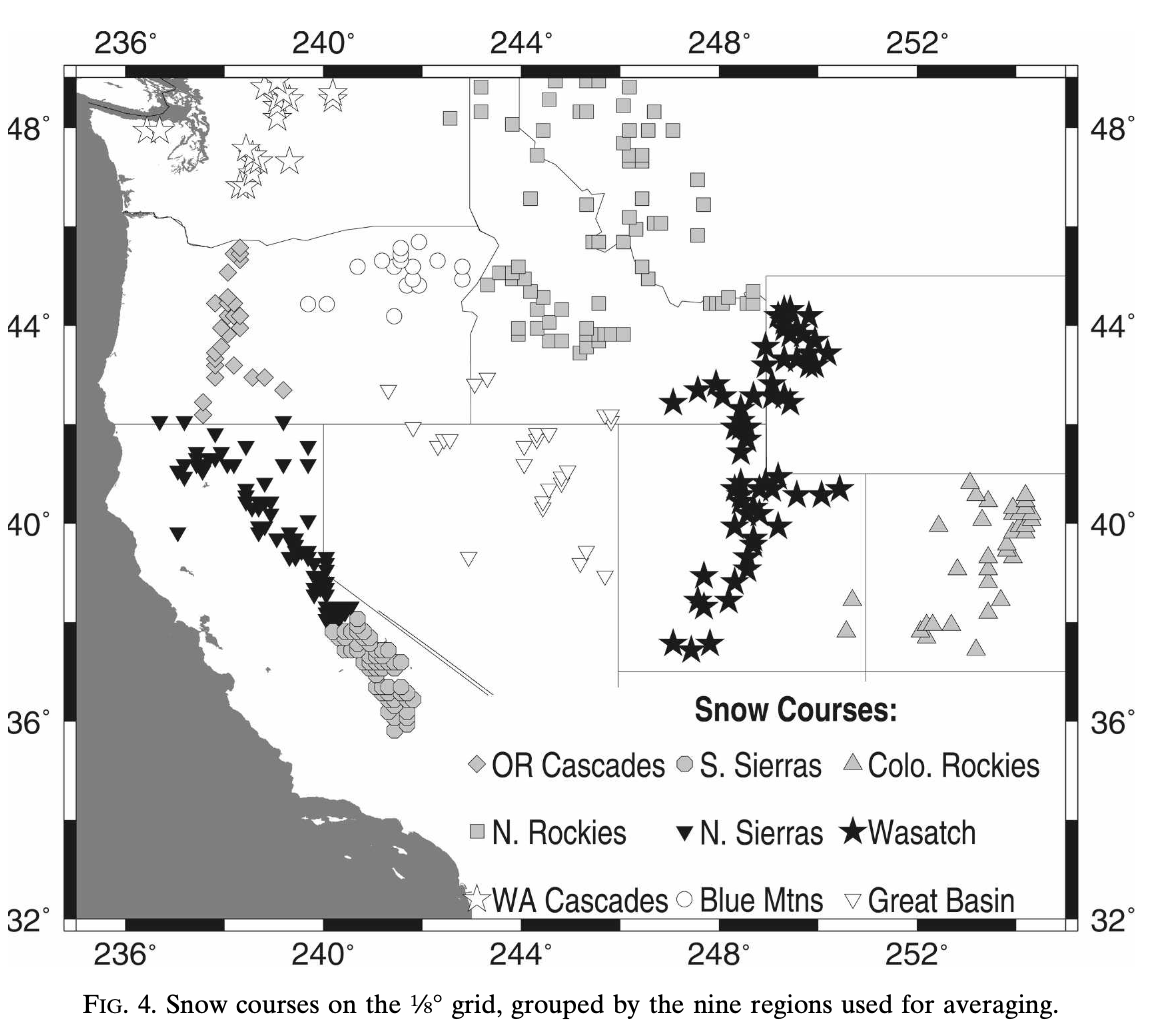 236° 240° 244° 248° 252°
48° 48°
44° 44°
40° 40°
36° 36°
Snow Courses:
OR Cascades S. Sierras Colo. Rockies
N. Rockies N. Sierras Wasatch
WA Cascades Blue Mtns Great Basin
32° 32°
236° 240° 244° 248° 252°
FIG. 4. Snow courses on the ⅛° grid, grouped by the nine regions used for averaging.